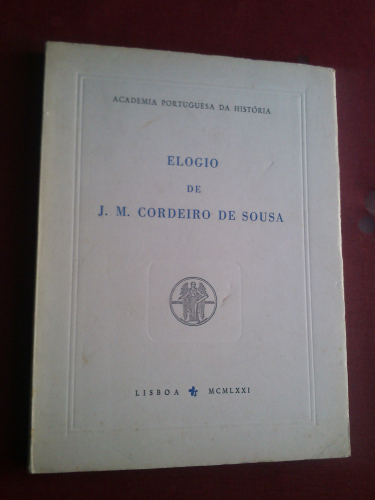 ACADEMIA PORTUGUESA DA HISTÓRIA
ELOGIO
DE
J. M. CORDEIRO DE SOUSA
LISBOA MCMLXXI